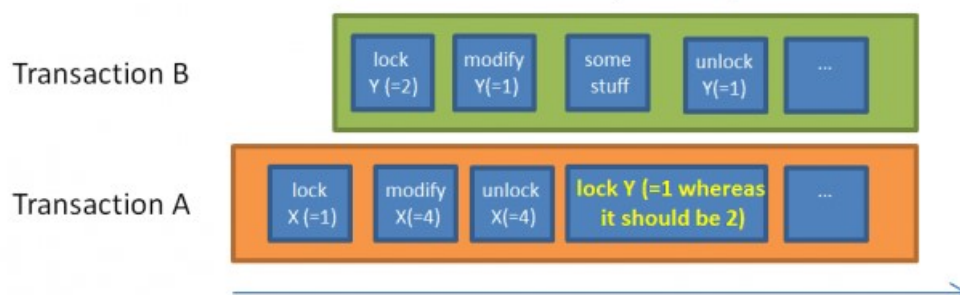 Transaction B
lock
Y (=2)
modify
Y(=1)
some
stuff
unlock
Y(=1)
...
Transaction A
lock
X (=1)
modify
X(=4)
unlock
X(=4)
lock Y (=1 whereas
it should be 2)
...